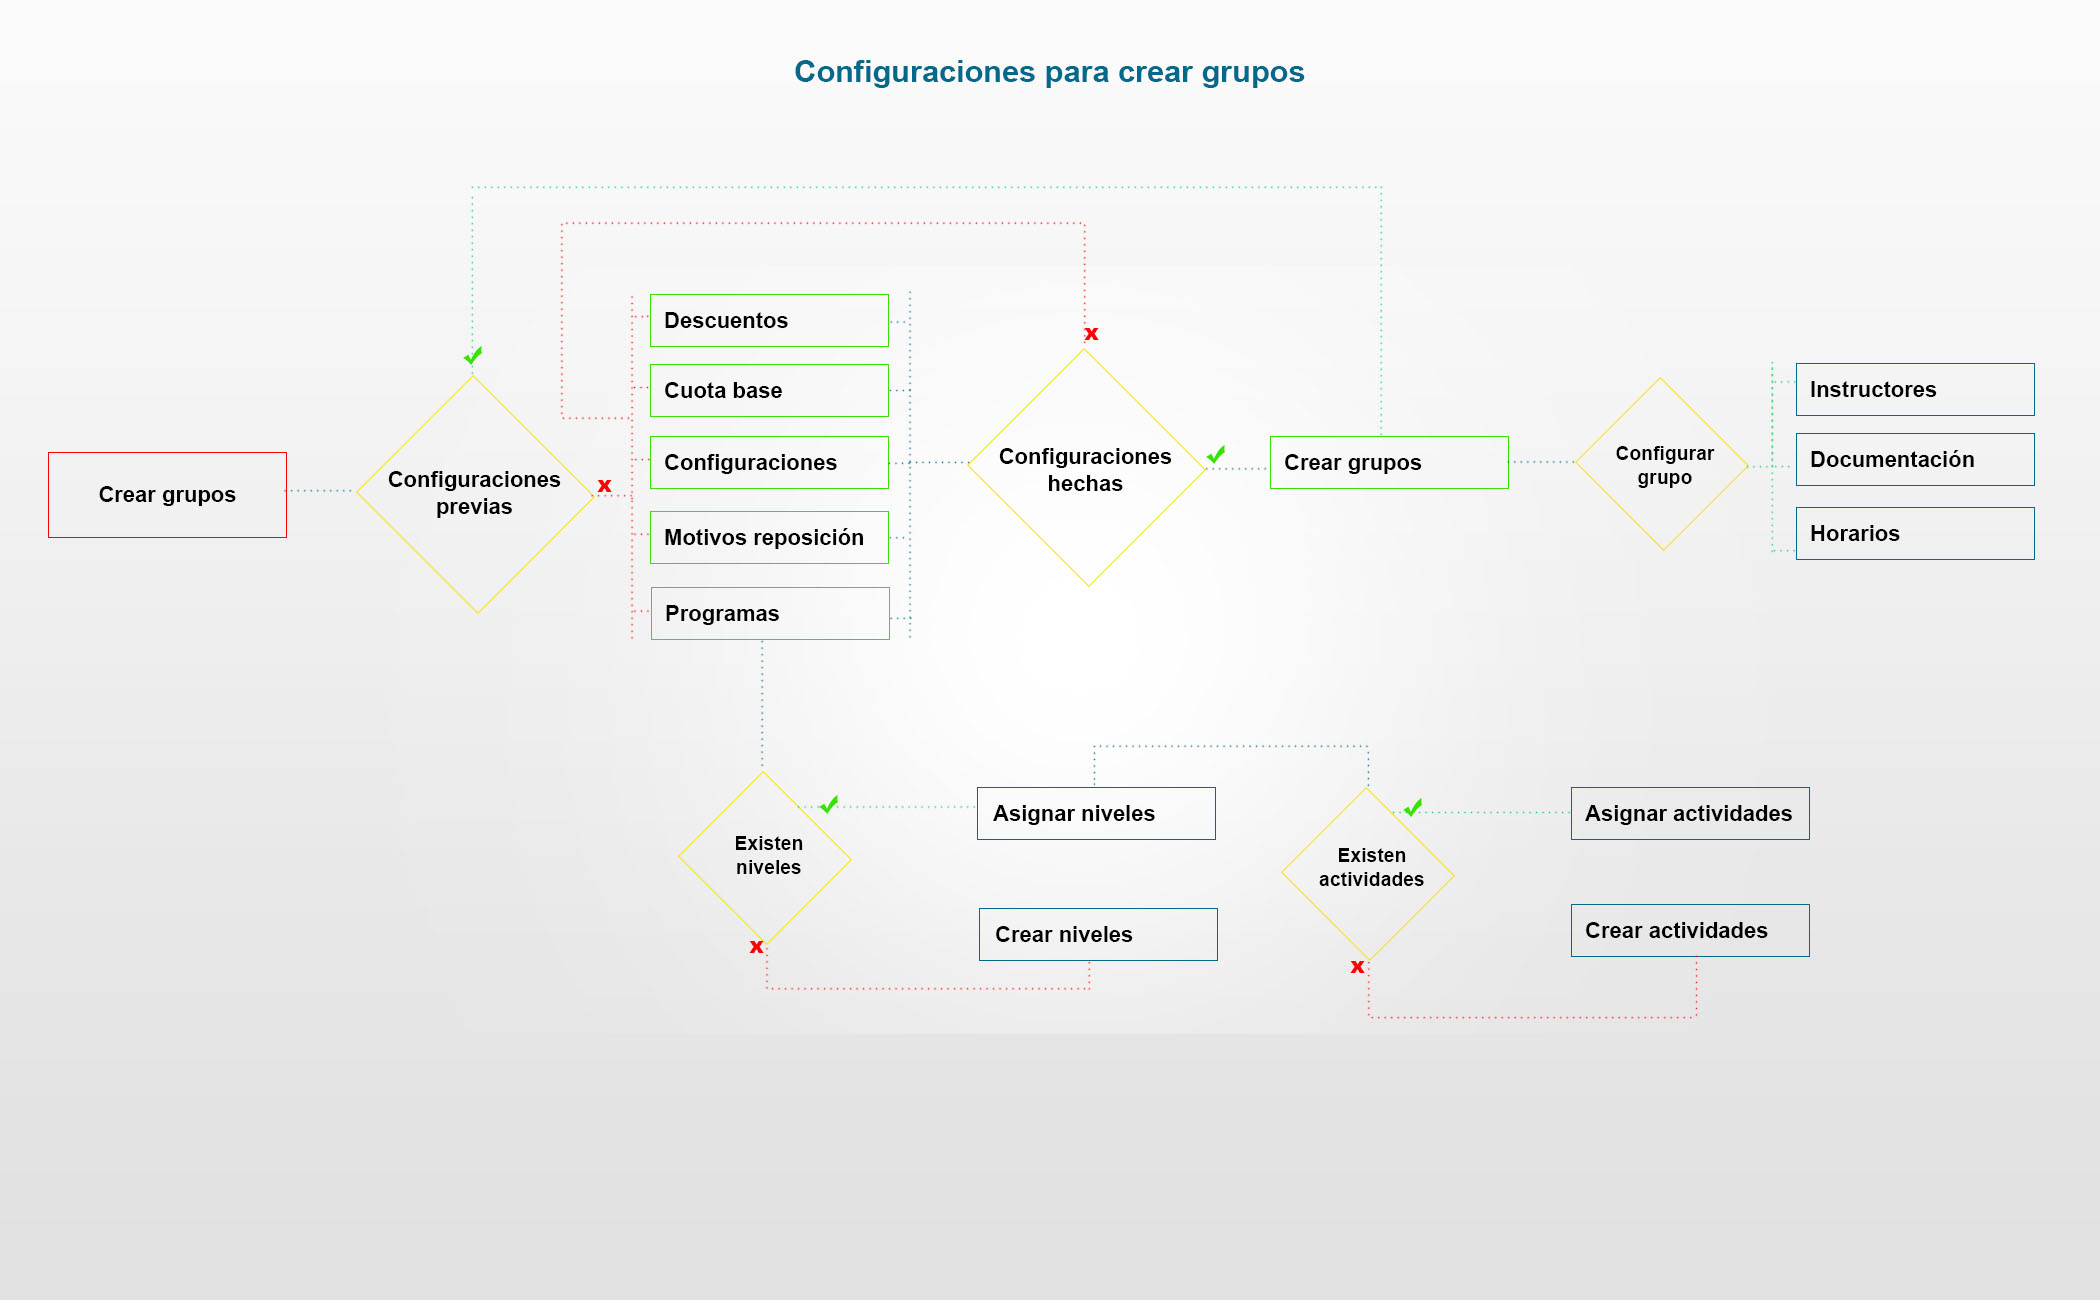 Configuraciones para crear grupos
Crear grupos
Configuraciones
previas
x
Descuentos
Cuota base
Configuraciones
Motivos reposición
Programas
x
Configuraciones
hechas
Crear grupos
Configurar
grupo
Instructores
Documentación
Horarios
Existen
niveles
x
Asignar niveles
Crear niveles
Existen
actividades
x
Asignar actividades
Crear actividades